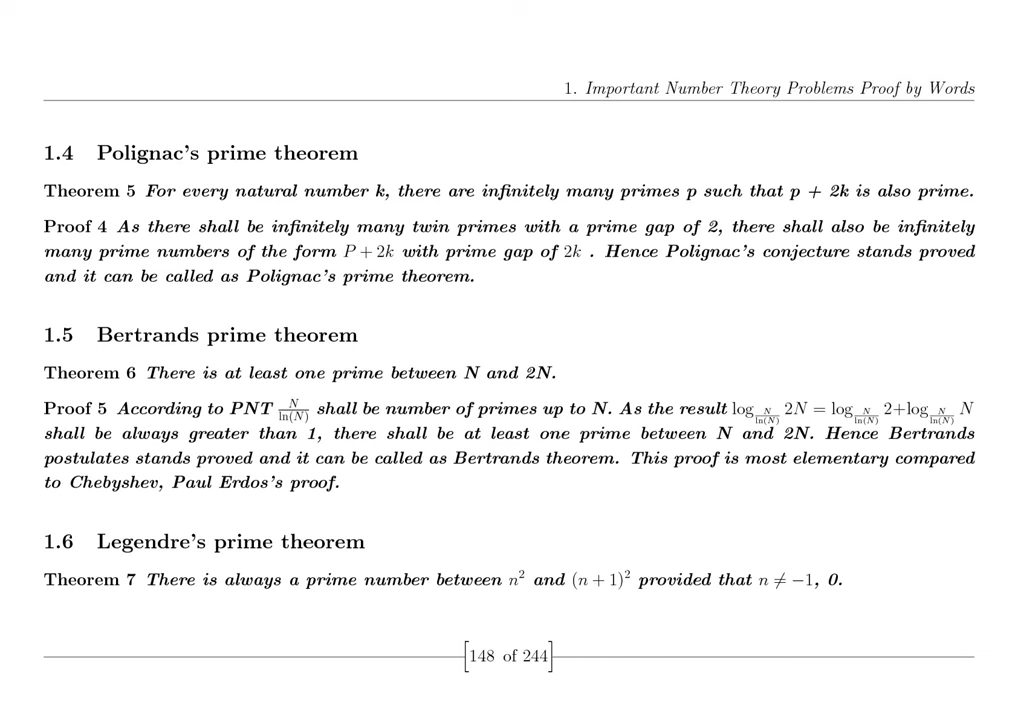 1. Important Number Theory Problems Proof by Words
1.4 Polignac's prime theorem
Theorem 5 For every natural number k, there are infinitely many primes p such that p + 2k is also prime.
Proof 4 As there shall be infinitely many twin primes with a prime gap of 2, there shall also be infinitely
many prime numbers of the form P + 2k with prime gap of 2k . Hence Polignac's conjecture stands proved
and it can be called as Polignac's prime theorem.
1.5 Bertrands prime theorem
Theorem 6 There is at least one prime between N and 2N.
Proof 5 According to PNT $\frac{N}{\ln(N)}$ shall be number of primes up to N. As the result $\log_{\frac{N}{\ln(N)}} 2N = \log_{\frac{N}{\ln(N)}} 2 + \log_{\frac{N}{\ln(N)}} N$
shall be always greater than 1, there shall be at least one prime between N and 2N. Hence Bertrands
postulates stands proved and it can be called as Bertrands theorem. This proof is most elementary compared
to Chebyshev, Paul Erdos's proof.
1.6 Legendre's prime theorem
Theorem 7 There is always a prime number between n² and (n + 1)² provided that n ≠ −1, 0.
[148 of 244]